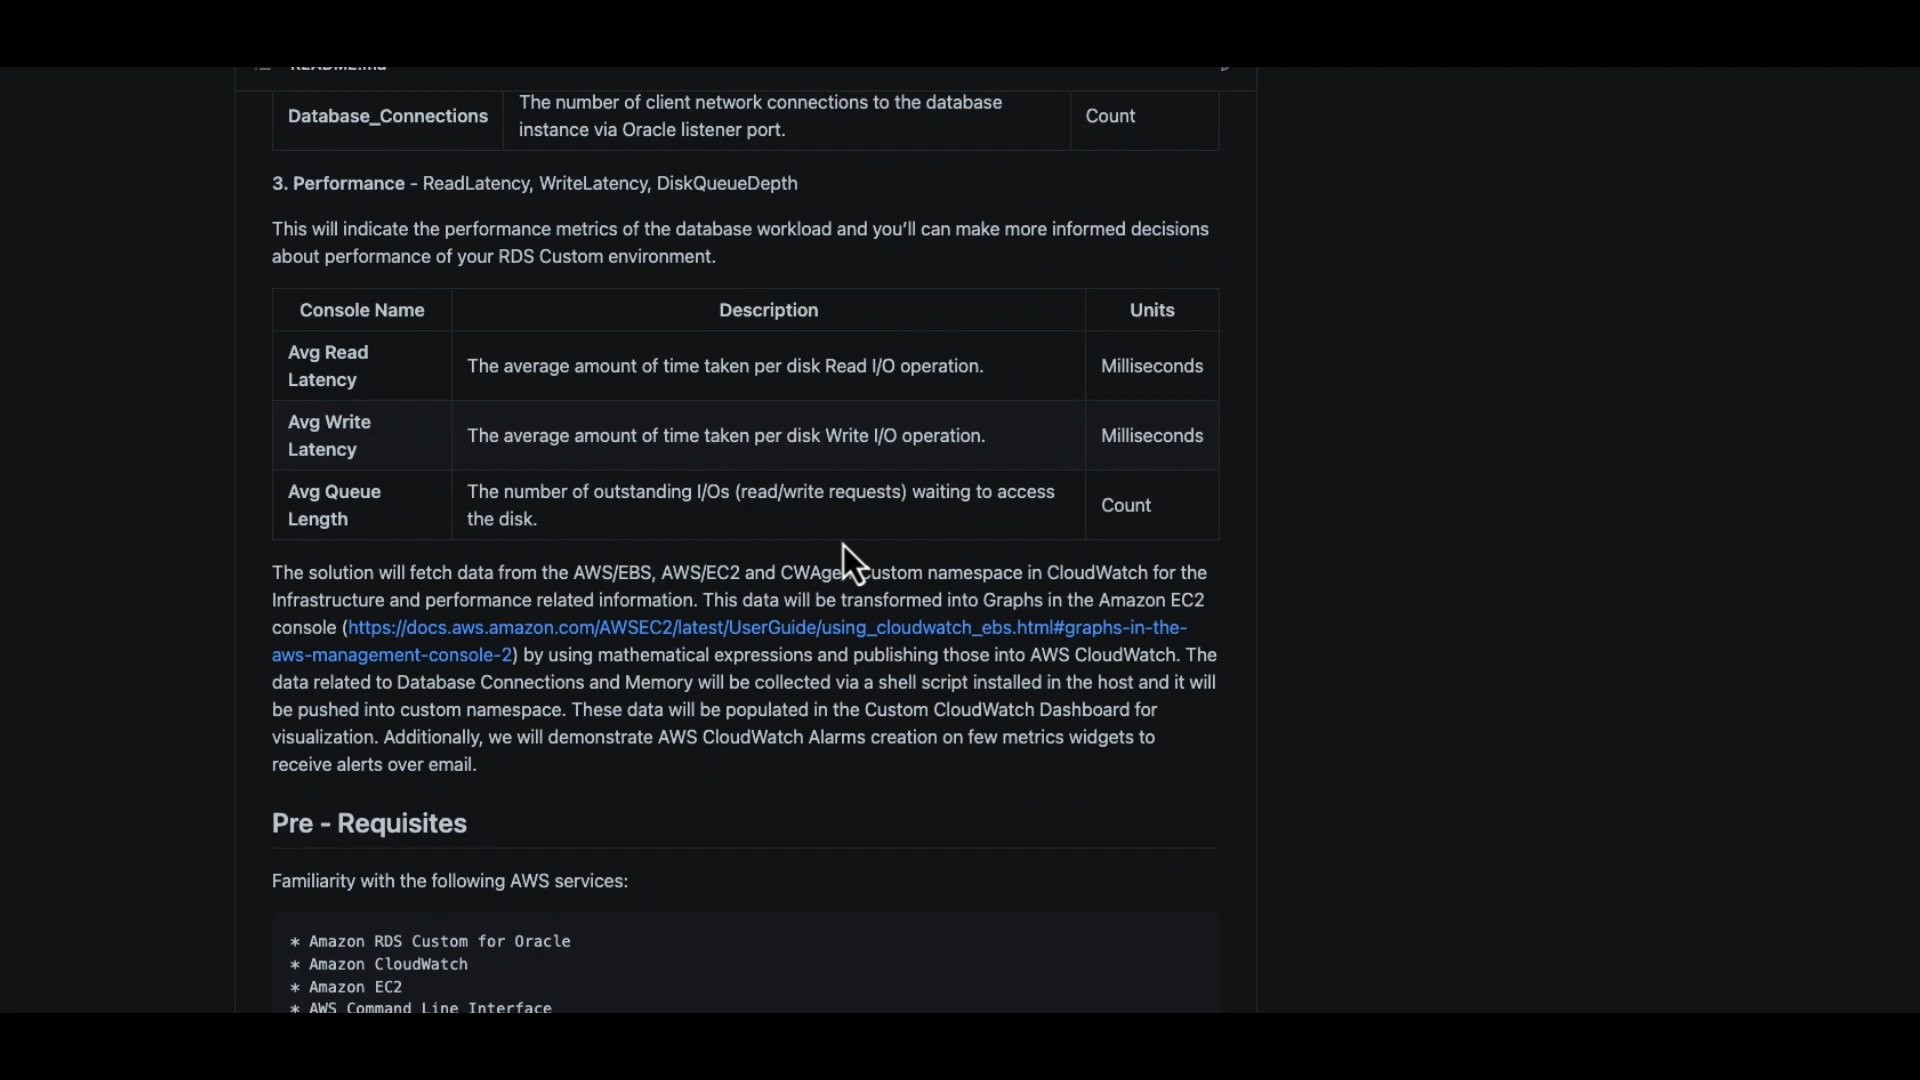 README.md
Database_Connections
The number of client network connections to the database
instance via Oracle listener port.
Count
3. Performance - ReadLatency, WriteLatency, DiskQueueDepth
This will indicate the performance metrics of the database workload and you'll can make more informed decisions
about performance of your RDS Custom environment.
Console Name
Description
Units
Avg Read
Latency
The average amount of time taken per disk Read I/O operation.
Milliseconds
Avg Write
Latency
The average amount of time taken per disk Write I/O operation.
Milliseconds
Avg Queue
Length
The number of outstanding I/Os (read/write requests) waiting to access
the disk.
Count
The solution will fetch data from the AWS/EBS, AWS/EC2 and custom namespace in CloudWatch for the
Infrastructure and performance related information. This data will be transformed into Graphs in the Amazon EC2
console (https://docs.aws.amazon.com/AWSEC2/latest/UserGuide/using_cloudwatch_ebs.html#graphs-in-the-
aws-management-console-2) by using mathematical expressions and publishing those into AWS CloudWatch. The
data related to Database Connections and Memory will be collected via a shell script installed in the host and it will
be pushed into custom namespace. These data will be populated in the Custom CloudWatch Dashboard for
visualization. Additionally, we will demonstrate AWS CloudWatch Alarms creation on few metrics widgets to
receive alerts over email.
Pre - Requisites
Familiarity with the following AWS services:
* Amazon RDS Custom for Oracle
* Amazon CloudWatch
* Amazon EC2
* AWS Command Line Interface